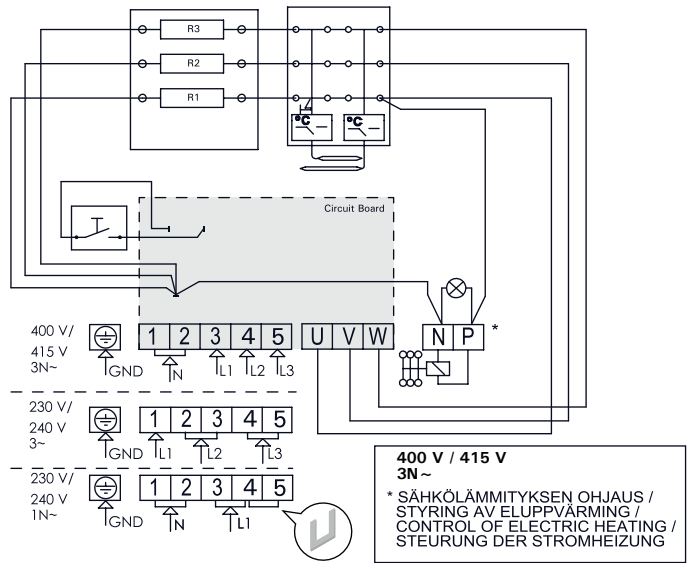 R3
R2
R1
°C
°C
Circuit Board
400 V/
415 V
3N~
GND
1 2 3 4 5 U V W N P *
N L1 L2 L3
230 V/
240 V
3~
GND
1 2 3 4 5
L1 L2 L3
230 V/
240 V
1N~
GND
1 2 3 4 5
N L1
400 V / 415 V
3N~
* SÄHKÖLÄMMITYKSEN OHJAUS /
STYRING AV ELUPPVÄRMING /
CONTROL OF ELECTRIC HEATING /
STEURUNG DER STROMHEIZUNG